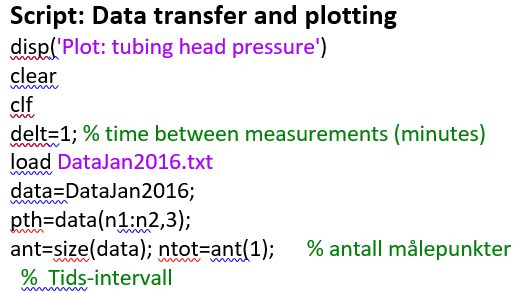 Script: Data transfer and plotting
disp('Plot: tubing head pressure')
clear
clf
delt=1; % time between measurements (minutes)
load DataJan2016.txt
data=DataJan2016;
pth=data(n1:n2,3);
ant=size(data); ntot=ant(1); % antall målepunkter
% Tids-intervall